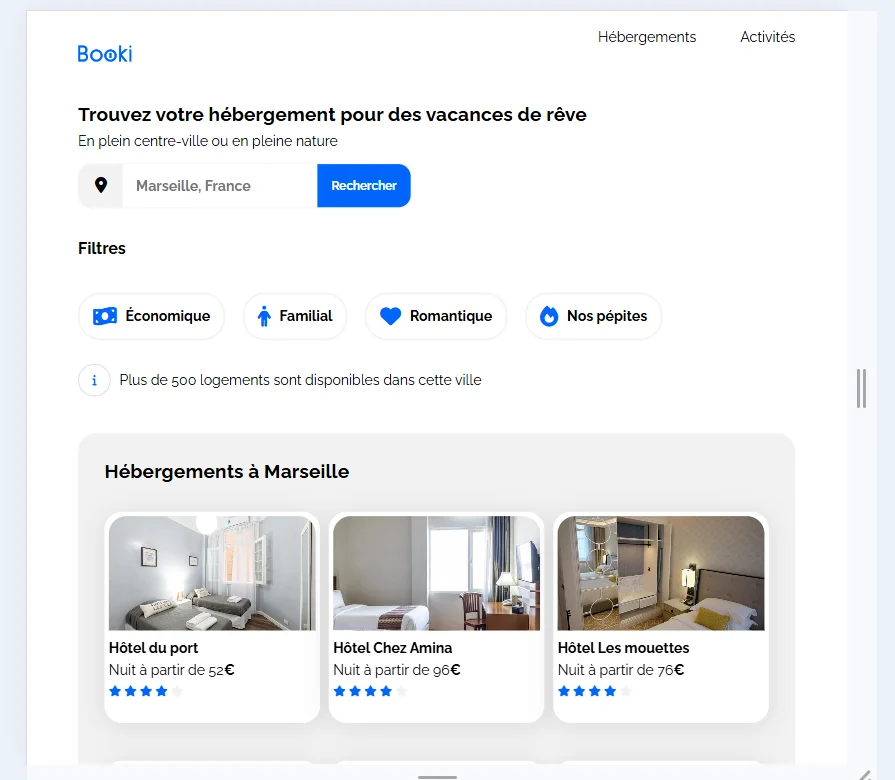 Booki
Hébergements
Activités
Trouvez votre hébergement pour des vacances de rêve
En plein centre-ville ou en pleine nature
Marseille, France
Rechercher
Filtres
Économique
Familial
Romantique
Nos pépites
i Plus de 500 logements sont disponibles dans cette ville
Hébergements à Marseille
Hôtel du port
Nuit à partir de 52€
Hôtel Chez Amina
Nuit à partir de 96€
Hôtel Les mouettes
Nuit à partir de 76€